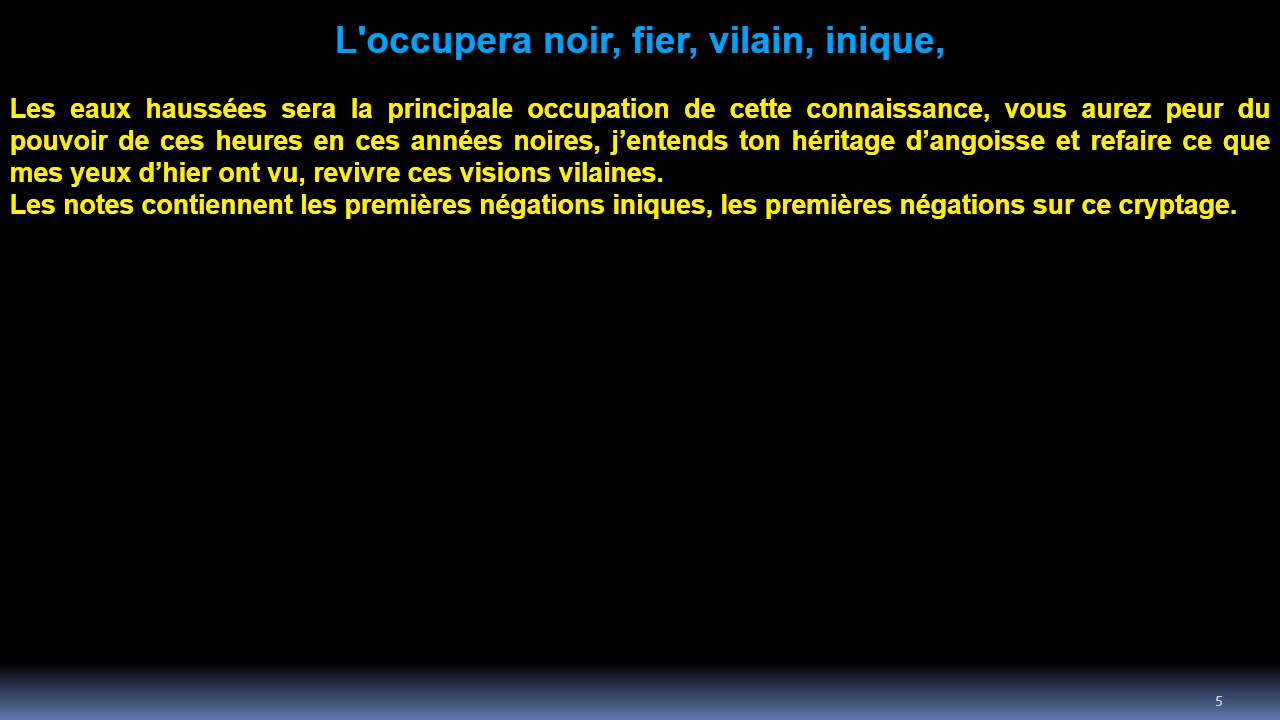 L'occupera noir, fier, vilain, inique,
Les eaux haussées sera la principale occupation de cette connaissance, vous aurez peur du
pouvoir de ces heures en ces années noires, j’entends ton héritage d’angoisse et refaire ce que
mes yeux d’hier ont vu, revivre ces visions vilaines.
Les notes contiennent les premières négations iniques, les premières négations sur ce cryptage.
5